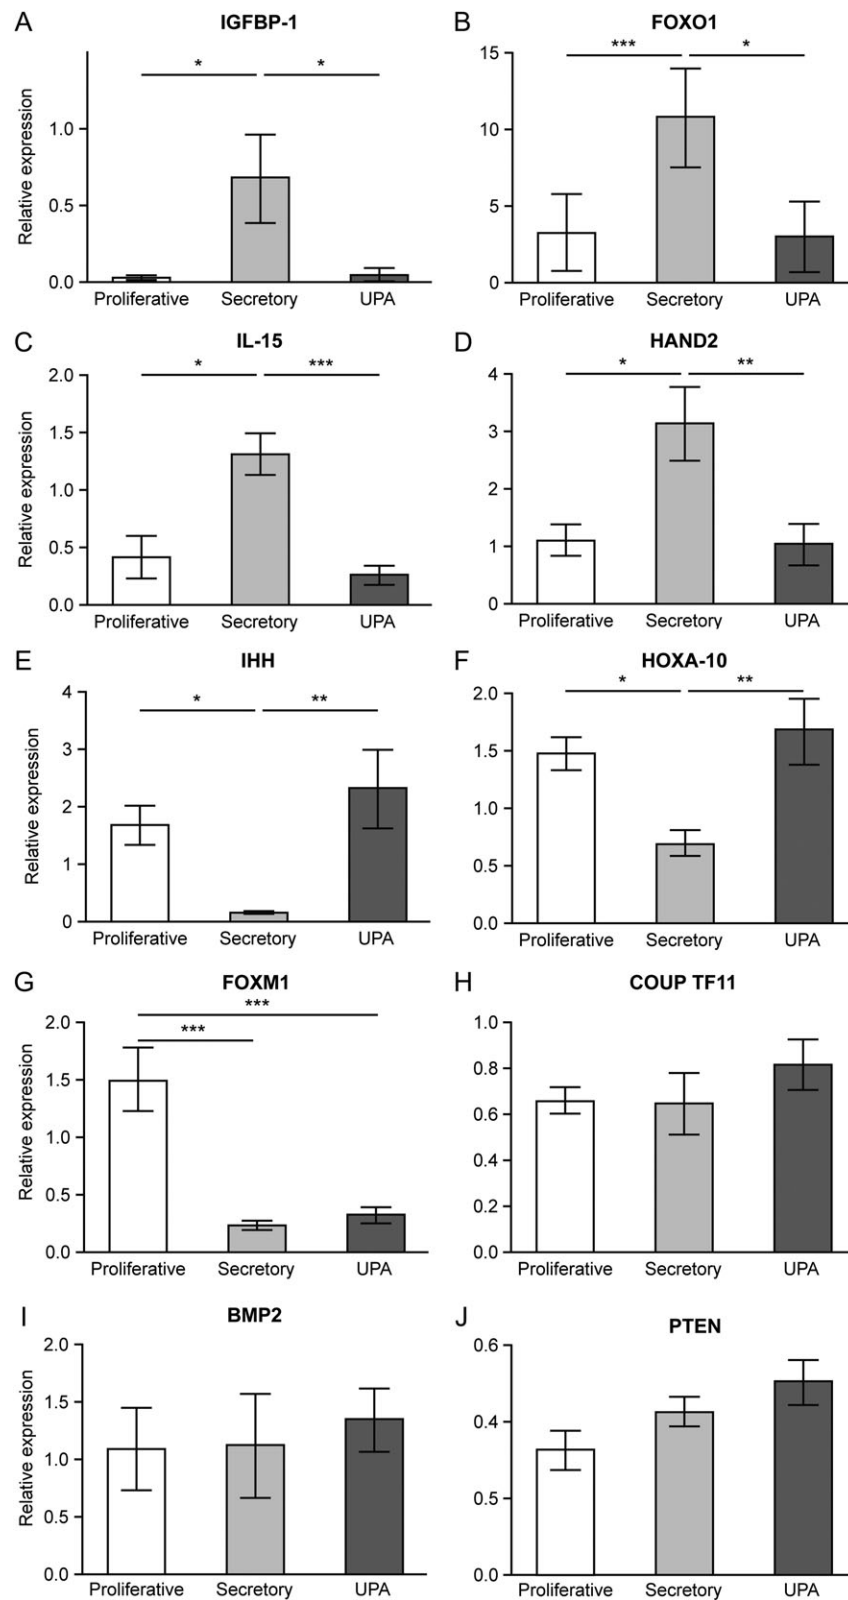 A
IGFBP-1
Relative expression
1.0
0.5
0.0
*
*
Proliferative
Secretory
UPA
B
FOXO1
15
10
5
0
***
*
Proliferative
Secretory
UPA
C
IL-15
Relative expression
2.0
1.5
1.0
0.5
0.0
*
***
Proliferative
Secretory
UPA
D
HAND2
4
3
2
1
0
*
**
Proliferative
Secretory
UPA
E
IHH
Relative expression
4
3
2
1
0
*
**
Proliferative
Secretory
UPA
F
HOXA-10
2.0
1.5
1.0
0.5
0.0
*
**
Proliferative
Secretory
UPA
G
FOXM1
Relative expression
2.0
1.5
1.0
0.5
0.0
***
***
Proliferative
Secretory
UPA
H
COUP TF11
1.0
0.8
0.6
0.4
0.2
0.0
Proliferative
Secretory
UPA
I
BMP2
Relative expression
2.0
1.5
1.0
0.5
0.0
Proliferative
Secretory
UPA
J
PTEN
0.6
0.4
0.5
0.0
Proliferative
Secretory
UPA